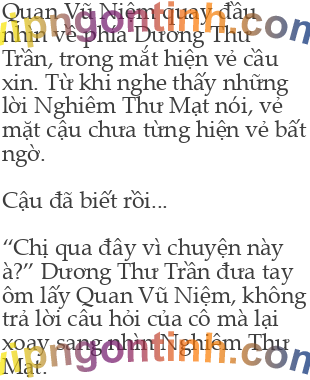 Quan Vũ Niệm quay đầu
nhìn về phía Dương Thư
Trần, trong mắt hiện vẻ cầu
xin. Từ khi nghe thấy những
lời Nghiêm Thư Mạt nói, vẻ
mặt cậu chưa từng hiện vẻ bất
ngờ.
Cậu đã biết rồi...
“Chị qua đây vì chuyện này
à?” Dương Thư Trần đưa tay
ôm lấy Quan Vũ Niệm, không
trả lời câu hỏi của cô mà lại
xoay sang nhìn Nghiêm Thư
Mạt.